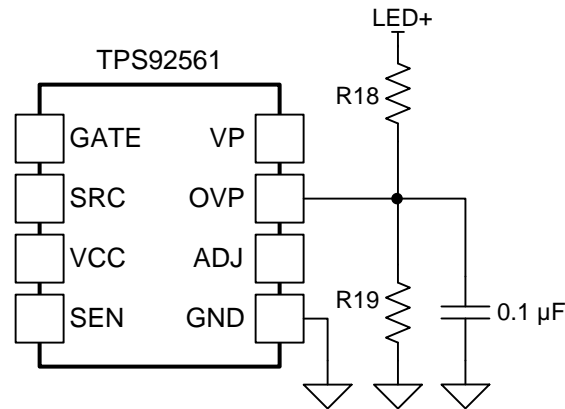 LED+
TPS92561
R18
GATE
VP
SRC
OVP
VCC
ADJ
SEN
GND
R19
0.1 µF